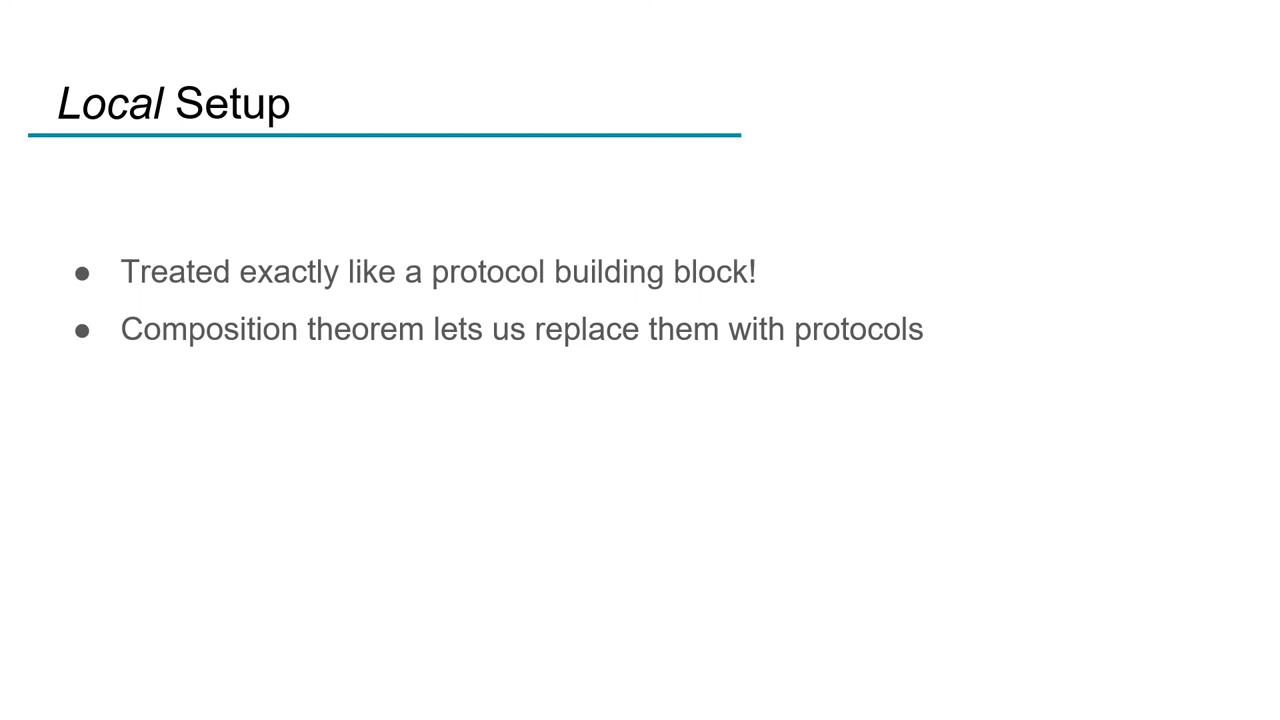 Local Setup
● Treated exactly like a protocol building block!
● Composition theorem lets us replace them with protocols